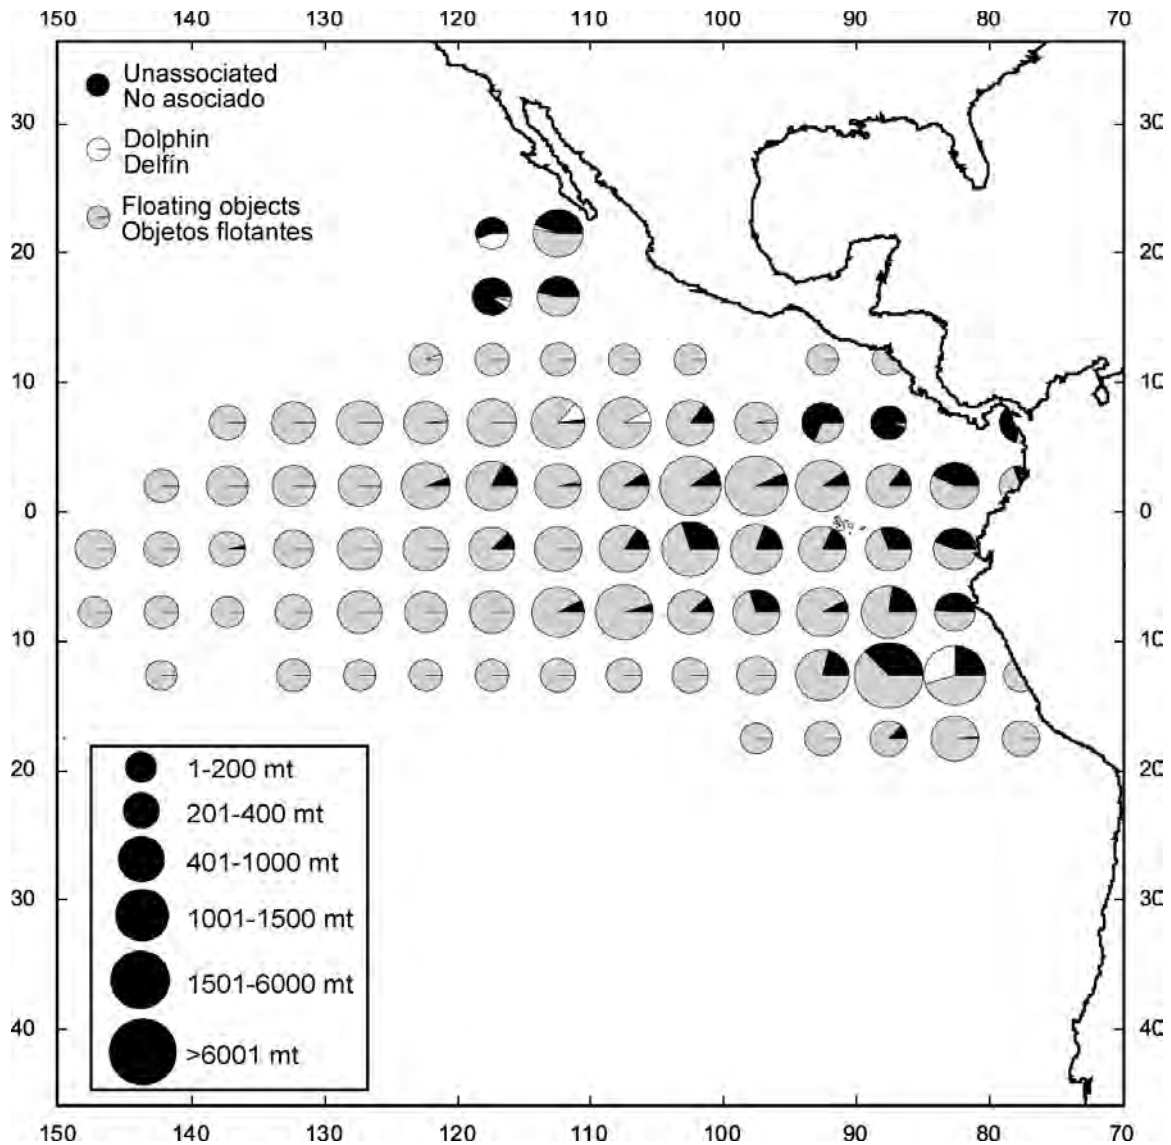 150 140 130 120 110 100 90 80 70
Unassociated
No asociado
Dolphin
Delfín
Floating objects
Objetos flotantes
30 30
20 20
10 10
0 0
10 10
20 20
30 30
40 40
1-200 mt
201-400 mt
401-1000 mt
1001-1500 mt
1501-6000 mt
>6001 mt
150 140 130 120 110 100 90 80 70